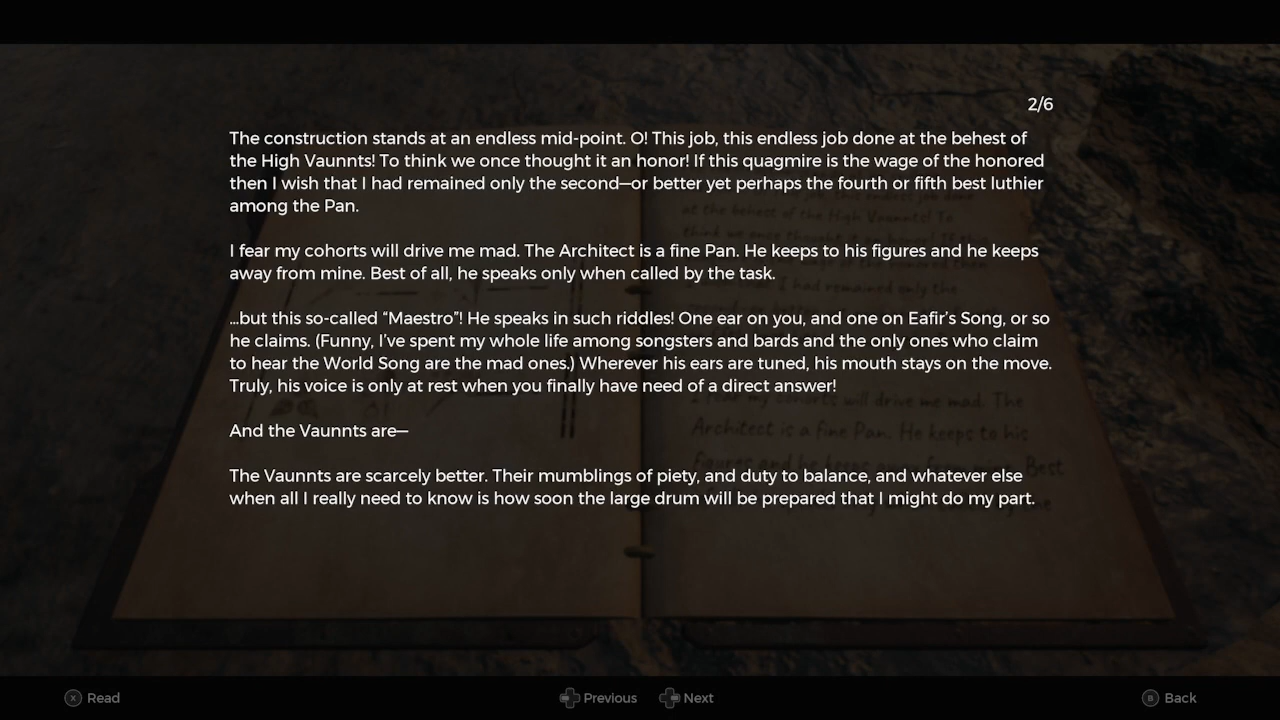 2/6
The construction stands at an endless mid-point. O! This job, this endless job done at the behest of
the High Vaunnts! To think we once thought it an honor! If this quagmire is the wage of the honored
then I wish that I had remained only the second—or better yet perhaps the fourth or fifth best luthier
among the Pan.
I fear my cohorts will drive me mad. The Architect is a fine Pan. He keeps to his figures and he keeps
away from mine. Best of all, he speaks only when called by the task.
...but this so-called “Maestro”! He speaks in such riddles! One ear on you, and one on Eafir’s Song, or so
he claims. (Funny, I’ve spent my whole life among songsters and bards and the only ones who claim
to hear the World Song are the mad ones.) Wherever his ears are tuned, his mouth stays on the move.
Truly, his voice is only at rest when you finally have need of a direct answer!
And the Vaunnts are—
The Vaunnts are scarcely better. Their mumblings of piety, and duty to balance, and whatever else
when all I really need to know is how soon the large drum will be prepared that I might do my part.
X Read
Previous
Next
B Back